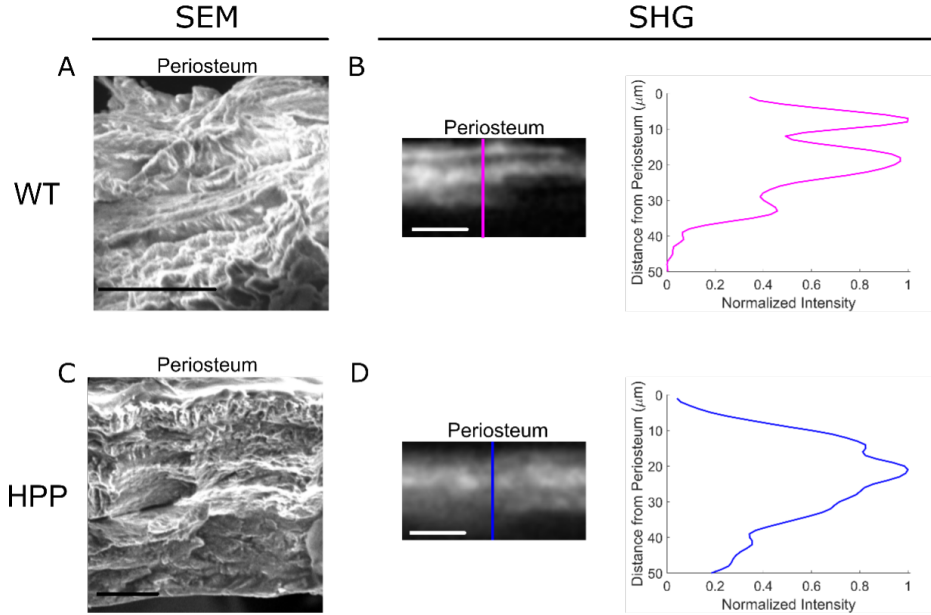 SEM
SHG
A
Periosteum
B
WT
Periosteum
Distance from Periosteum (μm)
0
10
20
30
40
50
0
0.2
0.4
0.6
0.8
1
Normalized Intensity
C
Periosteum
D
HPP
Periosteum
Distance from Periosteum (μm)
0
10
20
30
40
50
0
0.2
0.4
0.6
0.8
1
Normalized Intensity